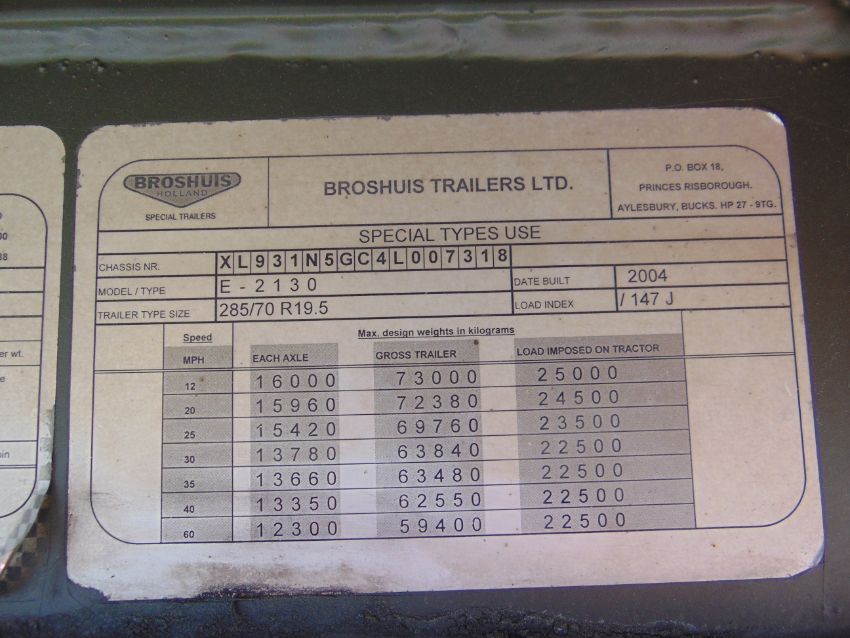 BROSHUIS
HOLLAND
SPECIAL TRAILERS
BROSHUIS TRAILERS LTD.
P.O. BOX 18,
PRINCES RISBOROUGH.
AYLESBURY, BUCKS. HP 27 - 9TG.
SPECIAL TYPES USE
CHASSIS NR. XL931N5GC4L007318
MODEL / TYPE E - 2130 DATE BUILT 2004
TRAILER TYPE SIZE 285/70 R19.5 LOAD INDEX / 147 J
Speed Max. design weights in kilograms
MPH EACH AXLE GROSS TRAILER LOAD IMPOSED ON TRACTOR
12 16000 73000 25000
20 15960 72380 24500
25 15420 69760 23500
30 13780 63840 22500
35 13660 63480 22500
40 13350 62550 22500
60 12300 59400 22500
er wt.